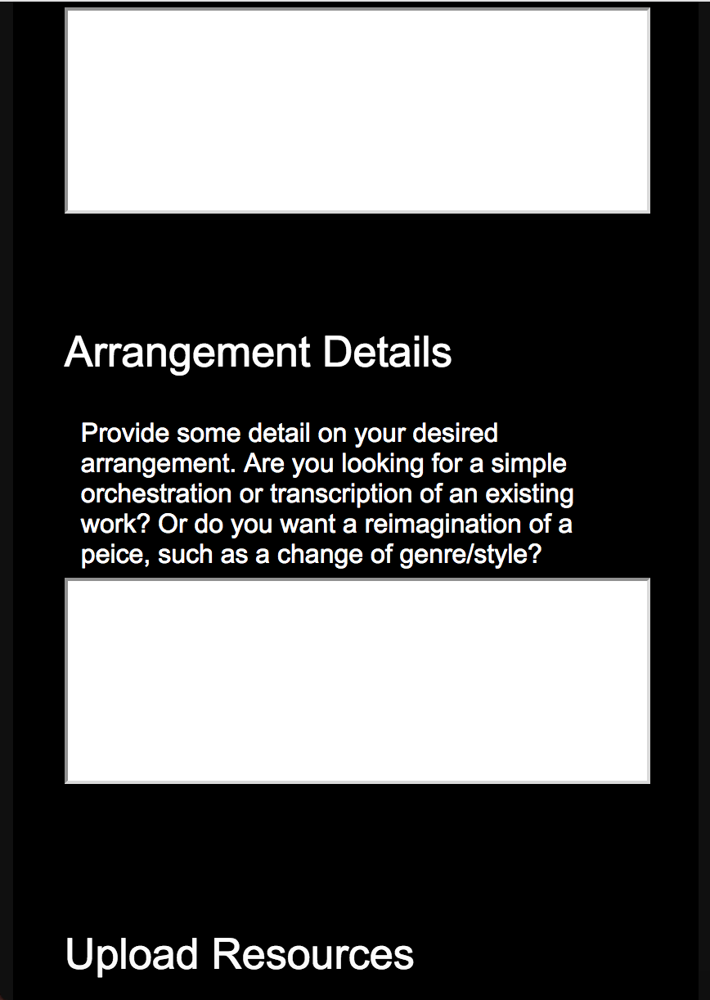 Arrangement Details
Provide some detail on your desired
arrangement. Are you looking for a simple
orchestration or transcription of an existing
work? Or do you want a reimagination of a
peice, such as a change of genre/style?
Upload Resources